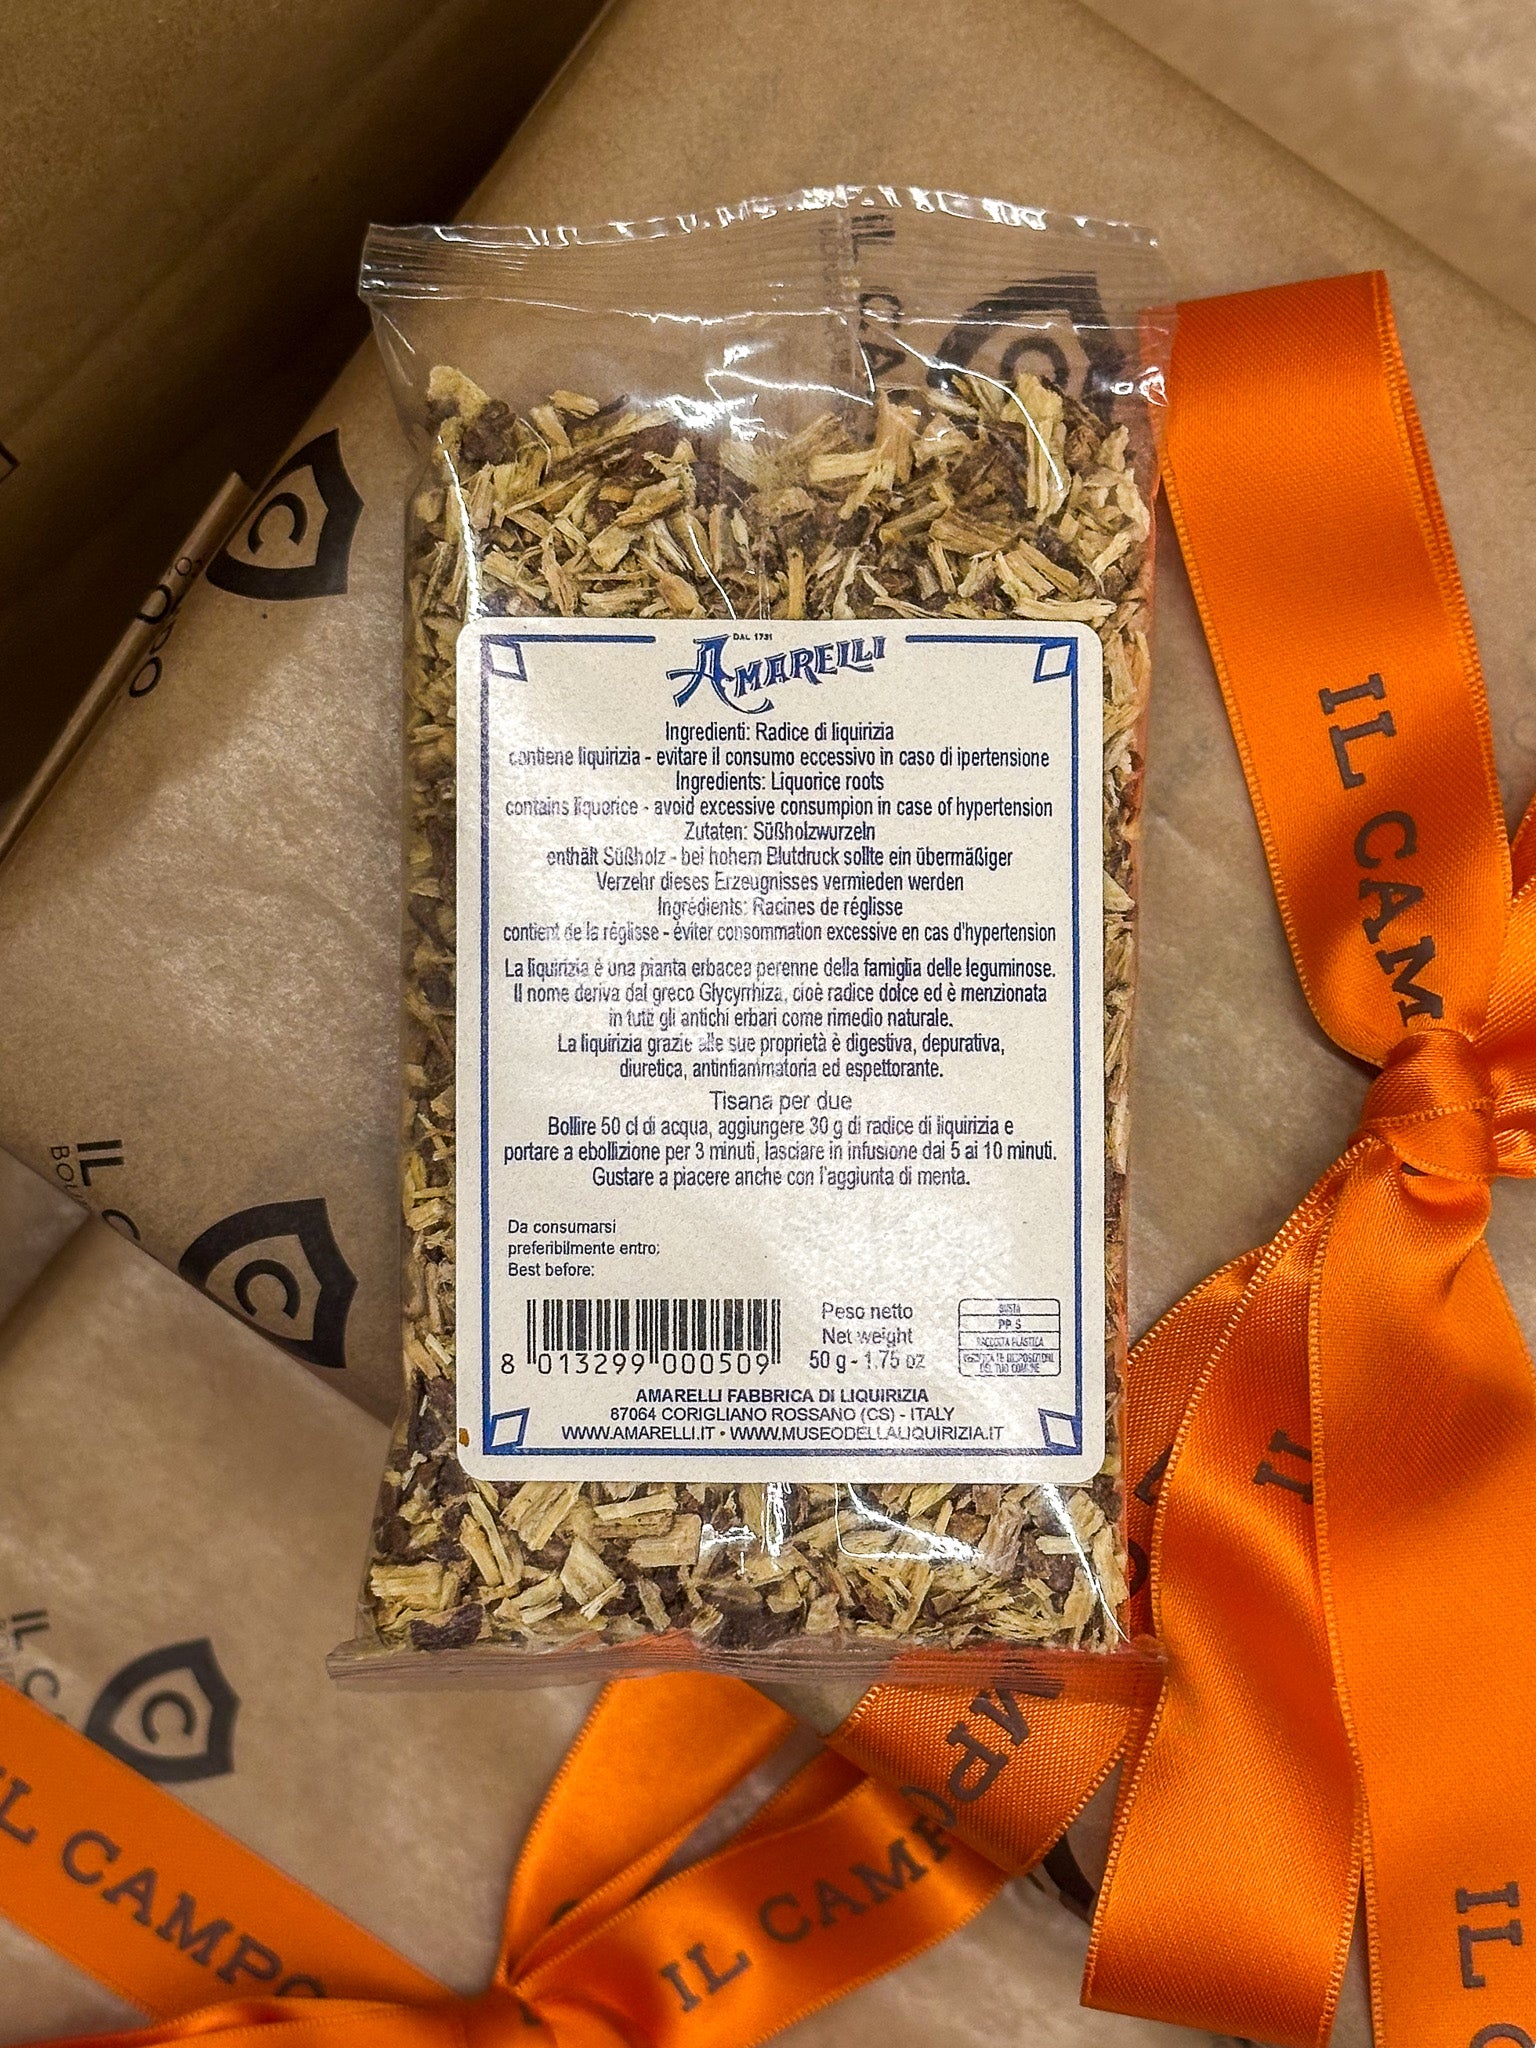 DAL 1731
AMARELLI
Ingredienti: Radice di liquirizia
contiene liquirizia - evitare il consumo eccessivo in caso di ipertensione
Ingredients: Liquorice roots
contains liquorice - avoid excessive consumpion in case of hypertension
Zutaten: Süßholzwurzeln
enthält Süßholz - bei hohem Blutdruck sollte ein übermäßiger
Verzehr dieses Erzeugnisses vermieden werden
Ingrédients: Racines de réglisse
contient de la réglisse - éviter consommation excessive en cas d'hypertension
La liquirizia è una pianta erbacea perenne della famiglia delle leguminose.
Il nome deriva dal greco Glycyrrhiza, cioè radice dolce ed è menzionata
in tutti gli antichi erbari come rimedio naturale.
La liquirizia grazie alle sue proprietà è digestiva, depurativa,
diuretica, antinfiammatoria ed espettorante.
Tisana per due
Bollire 50 cl di acqua, aggiungere 30 g di radice di liquirizia e
portare a ebollizione per 3 minuti, lasciare in infusione dai 5 ai 10 minuti.
Gustare a piacere anche con l'aggiunta di menta.
Da consumarsi
preferibilmente entro:
Best before:
8 013299 000509
Peso netto
Net weight
50 g - 1.75 oz
BUSTA
PP 5
RACCOLTA PLASTICA
VERIFICA LE DISPOSIZIONI
DEL TUO COMUNE
AMARELLI FABBRICA DI LIQUIRIZIA
87064 CORIGLIANO ROSSANO (CS) - ITALY
WWW.AMARELLI.IT • WWW.MUSEODELLALIQUIRIZIA.IT
IL CAM
IL CAMPO
IL CAMP
IL
IL
C
C
C
C
IL